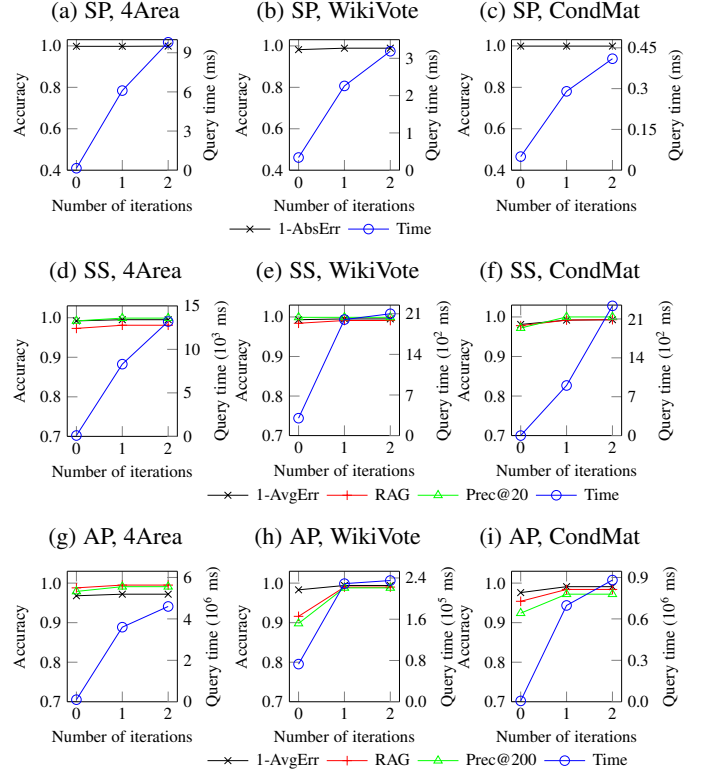 (a) SP, 4Area
(b) SP, WikiVote
(c) SP, CondMat
1.0
0.8
0.6
0.4
Accuracy
9
6
3
0
Query time (ms)
0 1 2
Number of iterations
1.0
0.8
0.6
0.4
Accuracy
3
2
1
0
Query time (ms)
0 1 2
Number of iterations
1.0
0.8
0.6
0.4
Accuracy
0.45
0.3
0.15
0
Query time (ms)
0 1 2
Number of iterations
1-AbsErr Time
(d) SS, 4Area
(e) SS, WikiVote
(f) SS, CondMat
1.0
0.9
0.8
0.7
Accuracy
15
10
5
0
Query time (10³ ms)
0 1 2
Number of iterations
1.0
0.9
0.8
0.7
Accuracy
21
14
7
0
Query time (10² ms)
0 1 2
Number of iterations
1.0
0.9
0.8
0.7
Accuracy
21
14
7
0
Query time (10² ms)
0 1 2
Number of iterations
1-AvgErr RAG Prec@20 Time
(g) AP, 4Area
(h) AP, WikiVote
(i) AP, CondMat
1.0
0.9
0.8
0.7
Accuracy
6
4
2
0
Query time (10⁶ ms)
0 1 2
Number of iterations
1.0
0.9
0.8
0.7
Accuracy
2.4
1.6
0.8
0.0
Query time (10⁵ ms)
0 1 2
Number of iterations
1.0
0.9
0.8
0.7
Accuracy
0.9
0.6
0.3
0.0
Query time (10⁶ ms)
0 1 2
Number of iterations
1-AvgErr RAG Prec@200 Time